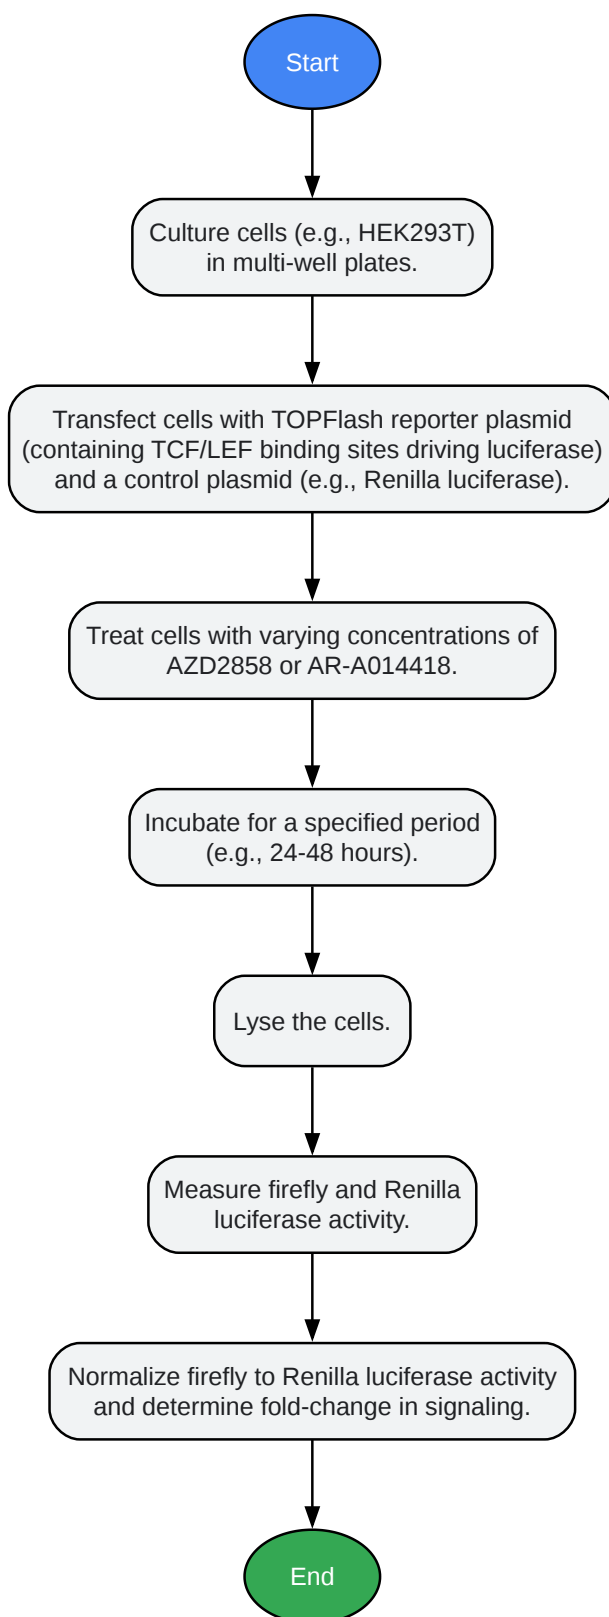 Start
Culture cells (e.g., HEK293T)
in multi-well plates.
Transfect cells with TOPFlash reporter plasmid
(containing TCF/LEF binding sites driving luciferase)
and a control plasmid (e.g., Renilla luciferase).
Treat cells with varying concentrations of
AZD2858 or AR-A014418.
Incubate for a specified period
(e.g., 24-48 hours).
Lyse the cells.
Measure firefly and Renilla
luciferase activity.
Normalize firefly to Renilla luciferase activity
and determine fold-change in signaling.
End